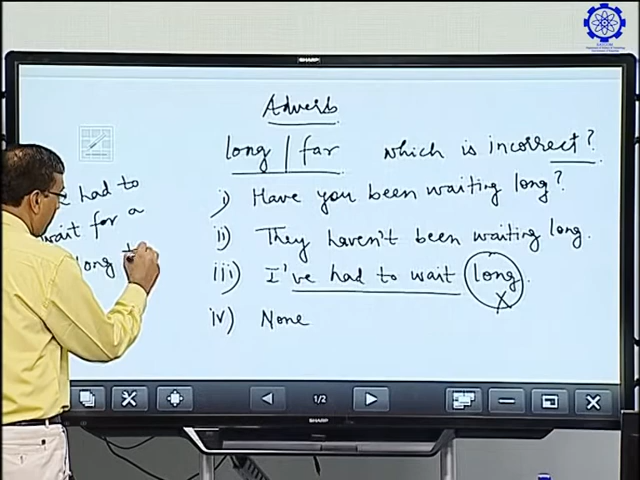 SHARP
Adverb
long | far which is incorrect?
i) Have you been waiting long?
ii) They haven't been waiting long.
iii) I've had to wait long. X
iv) None
had to
wait for a
long t
1/2
SHARP